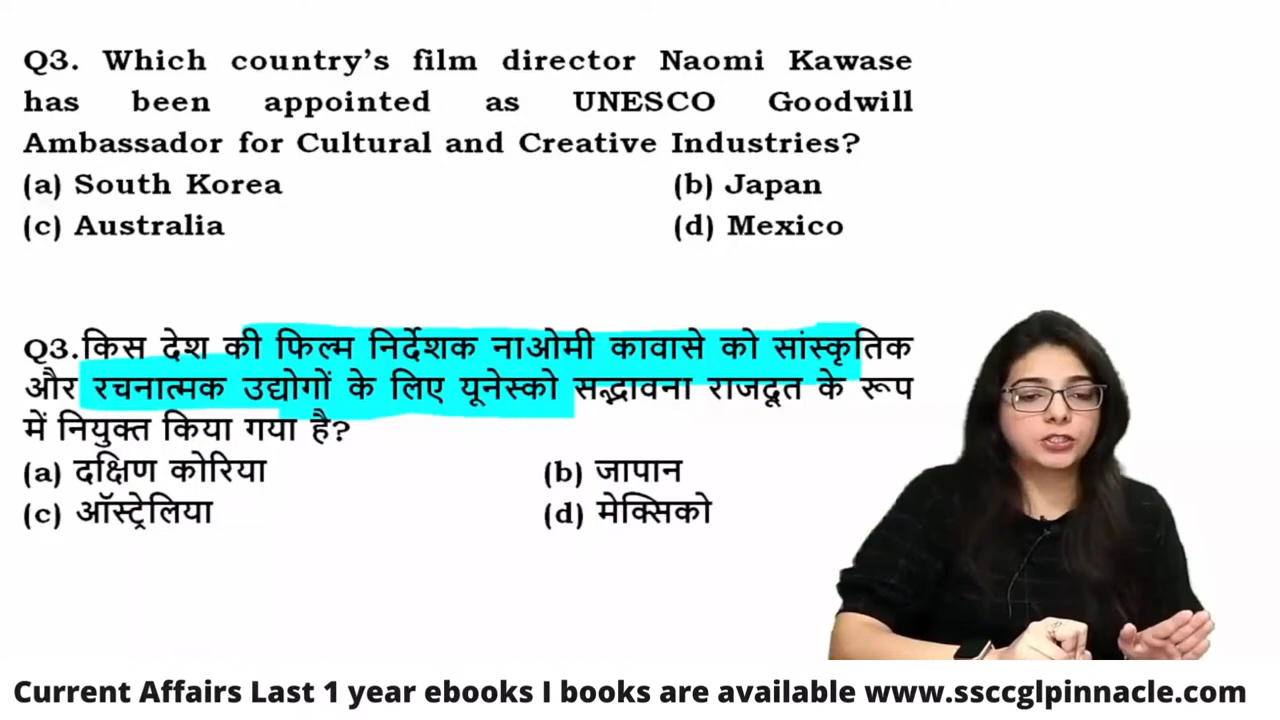 Q3. Which country's film director Naomi Kawase
has been appointed as UNESCO Goodwill
Ambassador for Cultural and Creative Industries?
(a) South Korea (b) Japan
(c) Australia (d) Mexico
Q3.किस देश की फिल्म निर्देशक नाओमी कावासे को सांस्कृतिक
और रचनात्मक उद्योगों के लिए यूनेस्को सद्भावना राजदूत के रूप
में नियुक्त किया गया है?
(a) दक्षिण कोरिया (b) जापान
(c) ऑस्ट्रेलिया (d) मेक्सिको
Current Affairs Last 1 year ebooks I books are available www.ssccglpinnacle.com